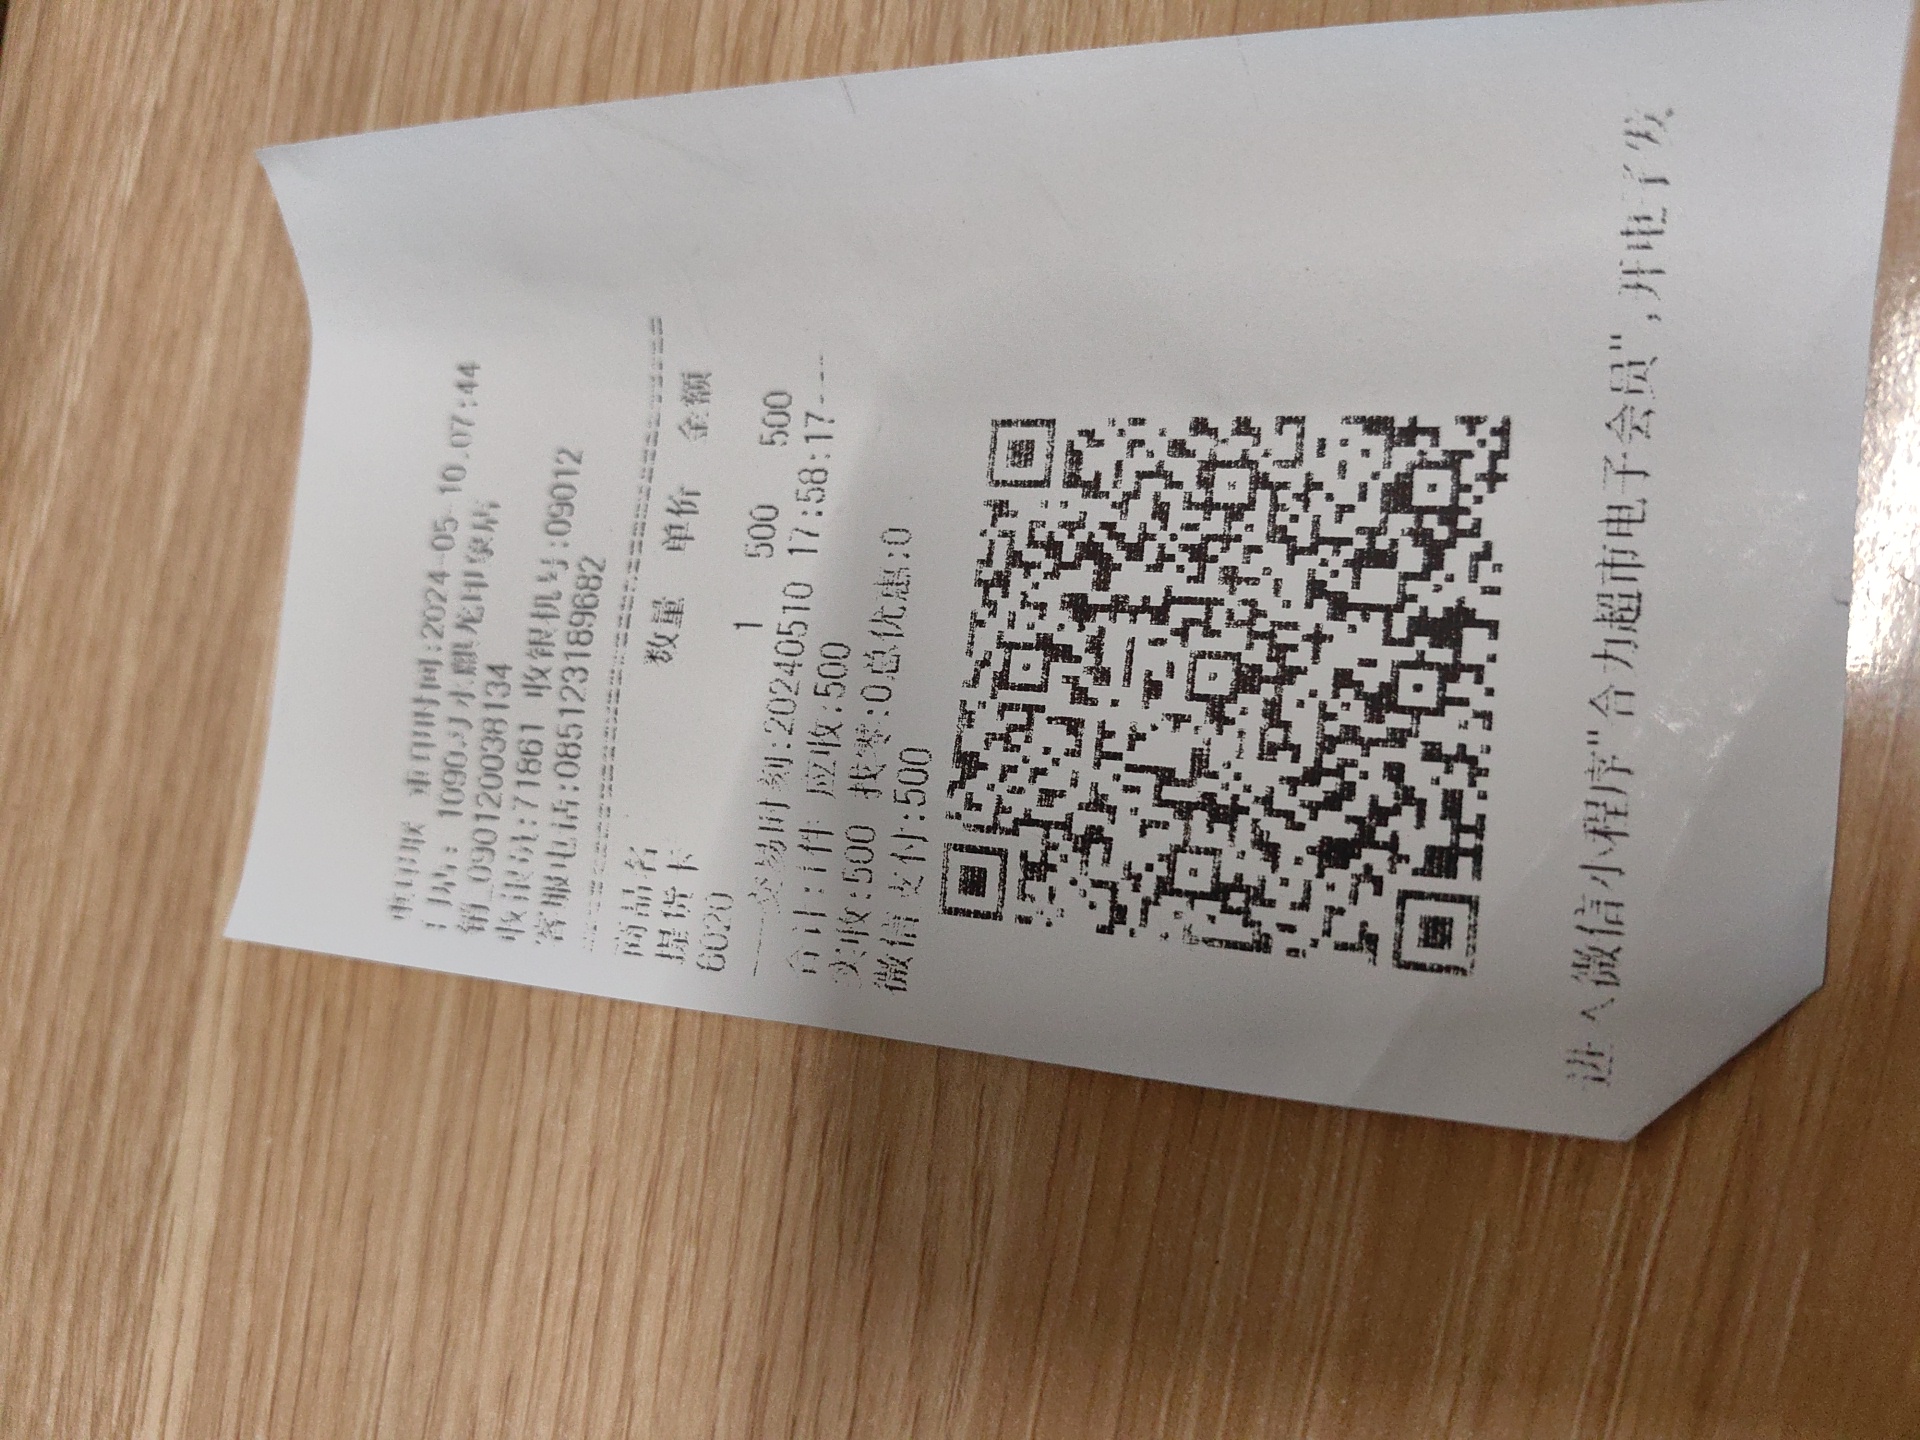 重印联 重印时间:2024-05-10.07:44
门店: 1090.习水麒龙印象店
销_090120038134
收银员:71861 收银机号:09012
客服电话:085123189682
商品名 数量 单价 金额
提货卡
6020 1 500 500
交易时刻:20240510 17:58:17
合计:1件 应收:500
实收:500 找零:0总优惠:0
微信支付:500
进入微信小程序"合力超市电子会员",开电子发